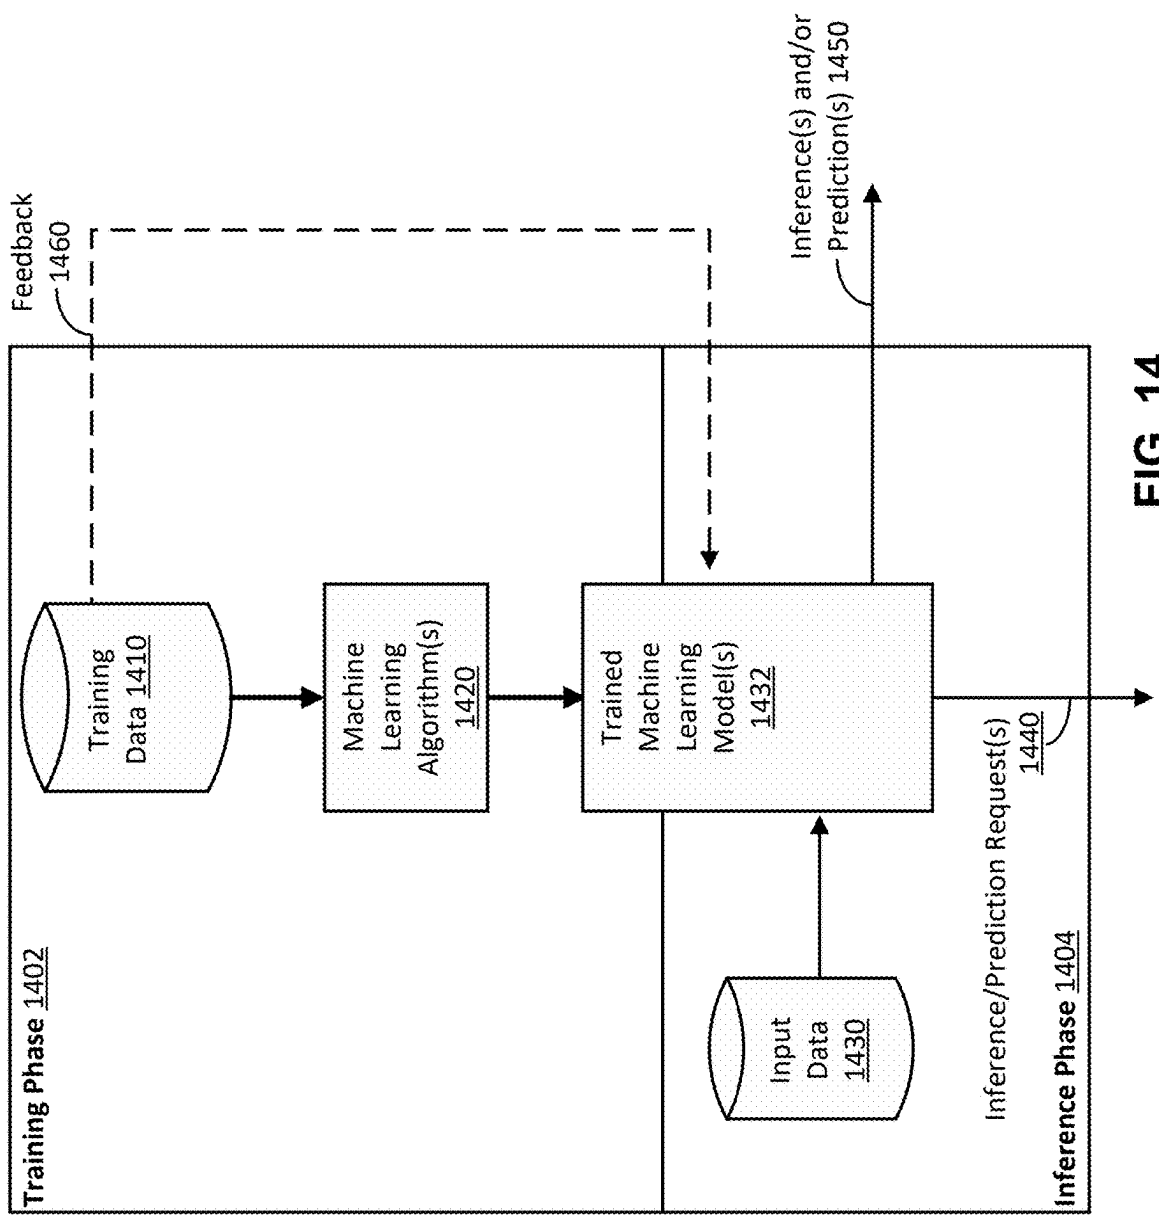 Training Phase 1402
Training
Data 1410
Feedback
1460
Machine
Learning
Algorithm(s)
1420
Trained
Machine
Learning
Model(s)
1432
Input
Data
1430
Inference(s) and/or
Prediction(s) 1450
Inference/Prediction Request(s)
1440
Inference Phase 1404
FIG. 14